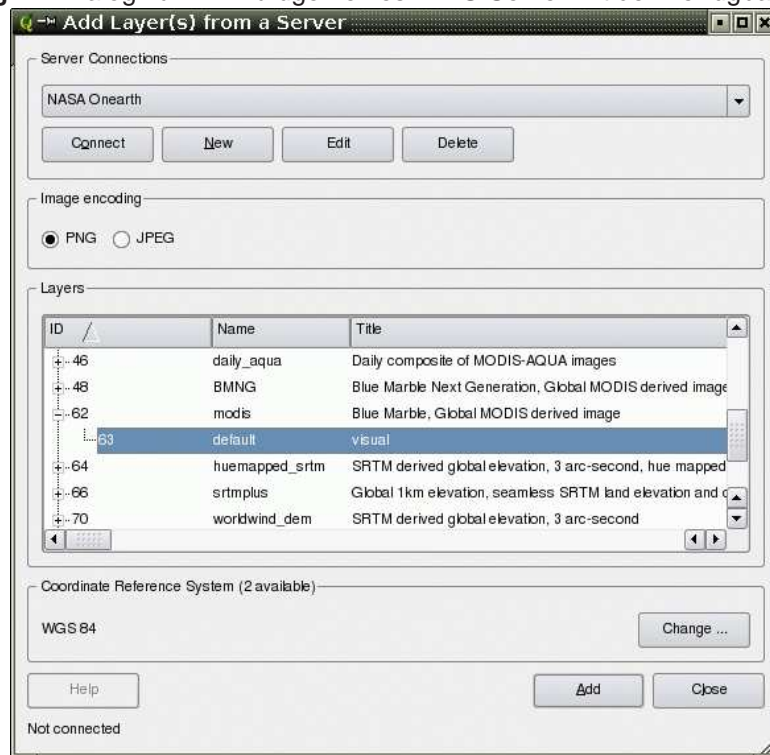 Add Layer(s) from a Server
Server Connections
NASA Onearth
Connect New Edit Delete
Image encoding
PNG JPEG
Layers
ID Name Title
46 daily_aqua Daily composite of MODIS-AQUA images
48 BMNG Blue Marble Next Generation, Global MODIS derived image
62 modis Blue Marble, Global MODIS derived image
63 default visual
64 huemapped_srtm SRTM derived global elevation, 3 arc-second, hue mapped
66 srtmplus Global 1km elevation, seamless SRTM land elevation and
70 worldwind_dem SRTM derived global elevation, 3 arc-second
Coordinate Reference System (2 available)
WGS 84 Change ...
Help Add Close
Not connected